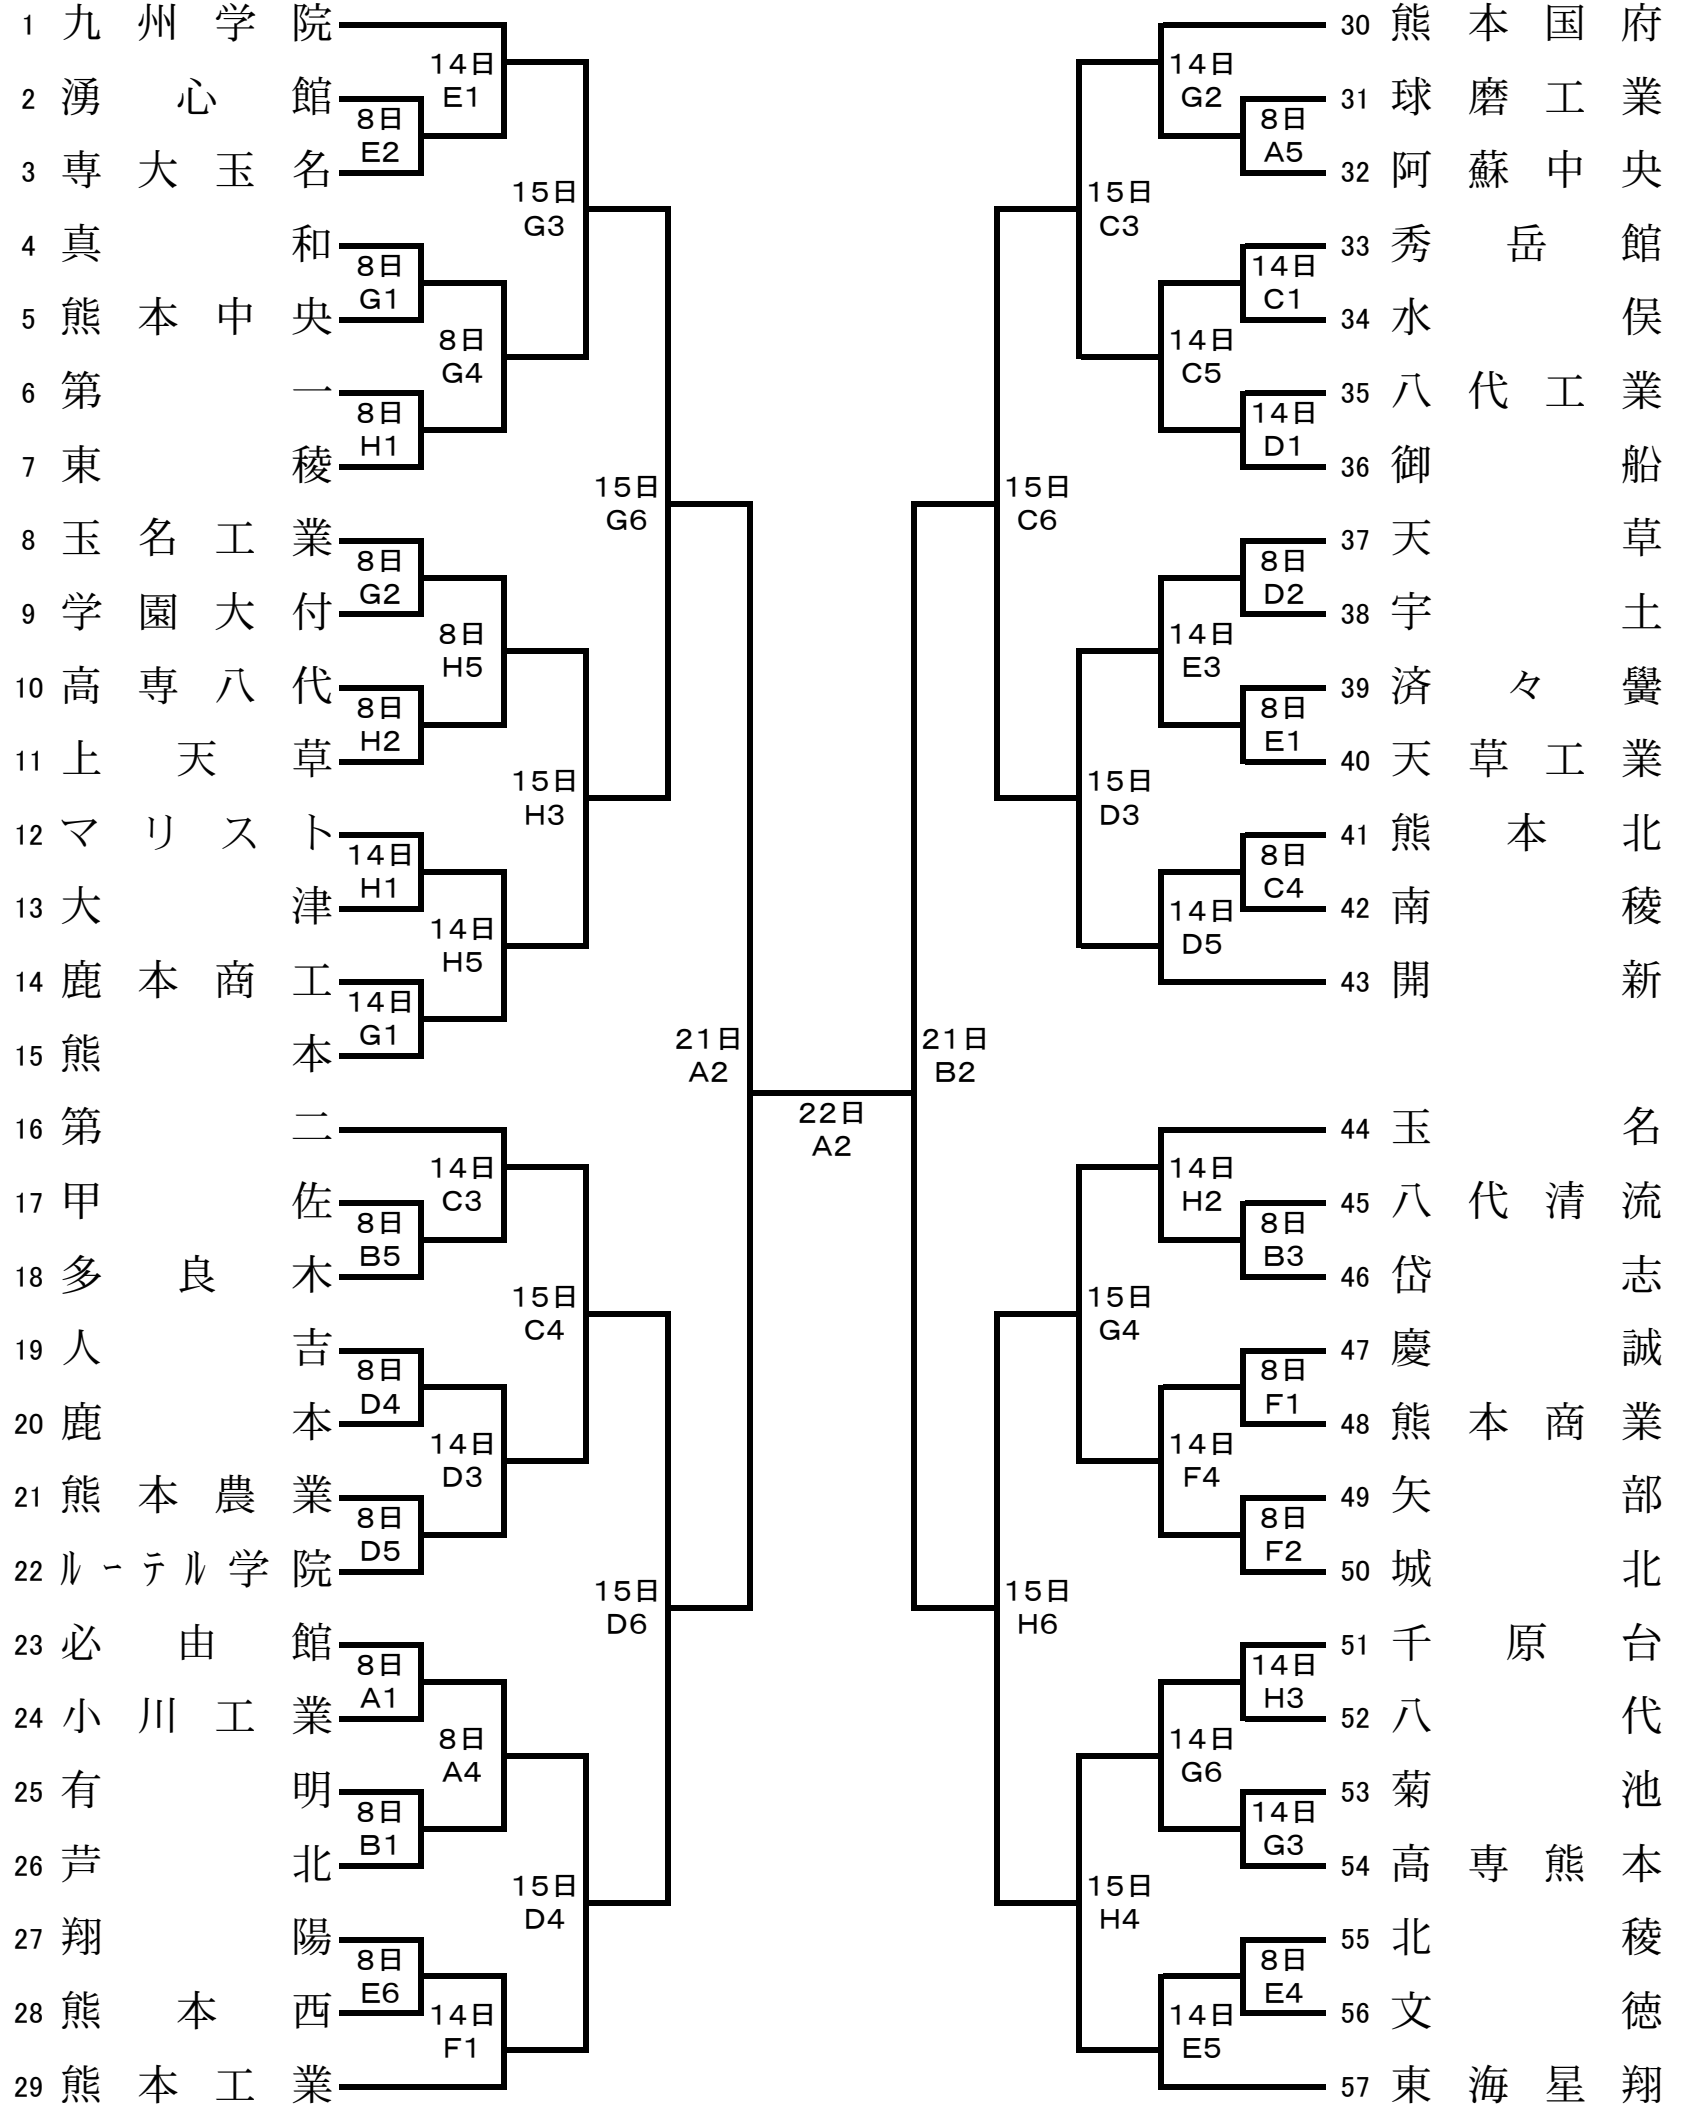 1 九州学院
2 湧心館
3 専大玉名
4 真和
5 熊本中央
6 第一
7 東稜
8 玉名工業
9 学園大付
10 高専八代
11 上天草
12 マリスト
13 大津
14 鹿本商工
15 熊本
16 第二
17 甲佐
18 多良木
19 人吉
20 鹿本
21 熊本農業
22 ﾙｰﾃﾙ学院
23 必由館
24 小川工業
25 有明
26 芦北
27 翔陽
28 熊本西
29 熊本工業
8日
E2
8日
G1
8日
H1
8日
G2
8日
H2
14日
H1
14日
G1
8日
B5
8日
D4
8日
D5
8日
A1
8日
B1
8日
E6
14日
E1
8日
G4
8日
H5
14日
H5
14日
C3
14日
D3
8日
A4
14日
F1
15日
G3
15日
H3
15日
C4
15日
D4
15日
G6
15日
D6
21日
A2
22日
A2
21日
B2
15日
C6
15日
H6
15日
C3
15日
D3
15日
G4
15日
H4
14日
G2
14日
C5
14日
E3
14日
D5
14日
H2
14日
F4
14日
G6
14日
E5
8日
A5
14日
C1
14日
D1
8日
D2
8日
E1
8日
C4
8日
B3
8日
F1
8日
F2
14日
H3
14日
G3
8日
E4
30 熊本国府
31 球磨工業
32 阿蘇中央
33 秀岳館
34 水俣
35 八代工業
36 御船
37 天草
38 宇土
39 済々黌
40 天草工業
41 熊本北
42 南稜
43 開新
44 玉名
45 八代清流
46 岱志
47 慶誠
48 熊本商業
49 矢部
50 城北
51 千原台
52 八代
53 菊池
54 高専熊本
55 北稜
56 文徳
57 東海星翔